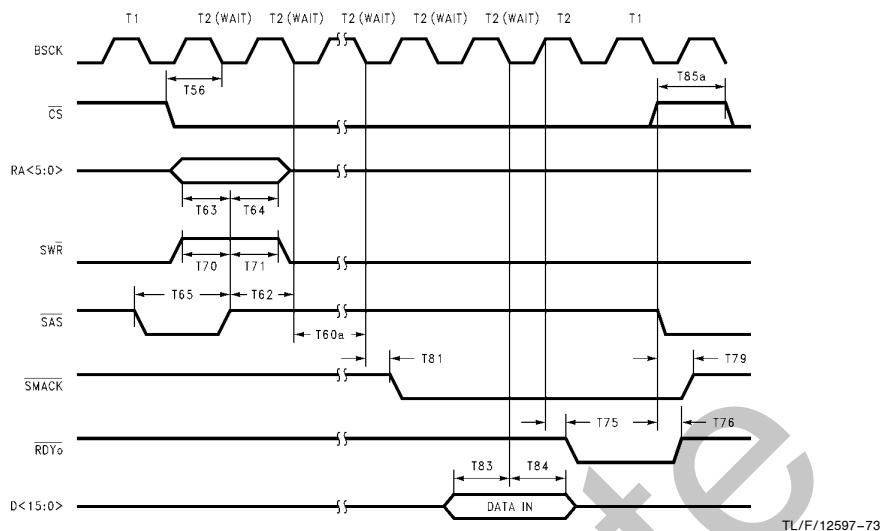 T1 T2 (WAIT) T2 (WAIT) T2 (WAIT) T2 (WAIT) T2 (WAIT) T2 T1
BSCK
T56
T85a
CS
RA<5:0>
T63 T64
SWR
T70 T71
T65 T62
SAS
T60a
T81 T79
SMACK
T75 T76
RDYo
T83 T84
D<15:0>
DATA IN
TL/F/12597-73